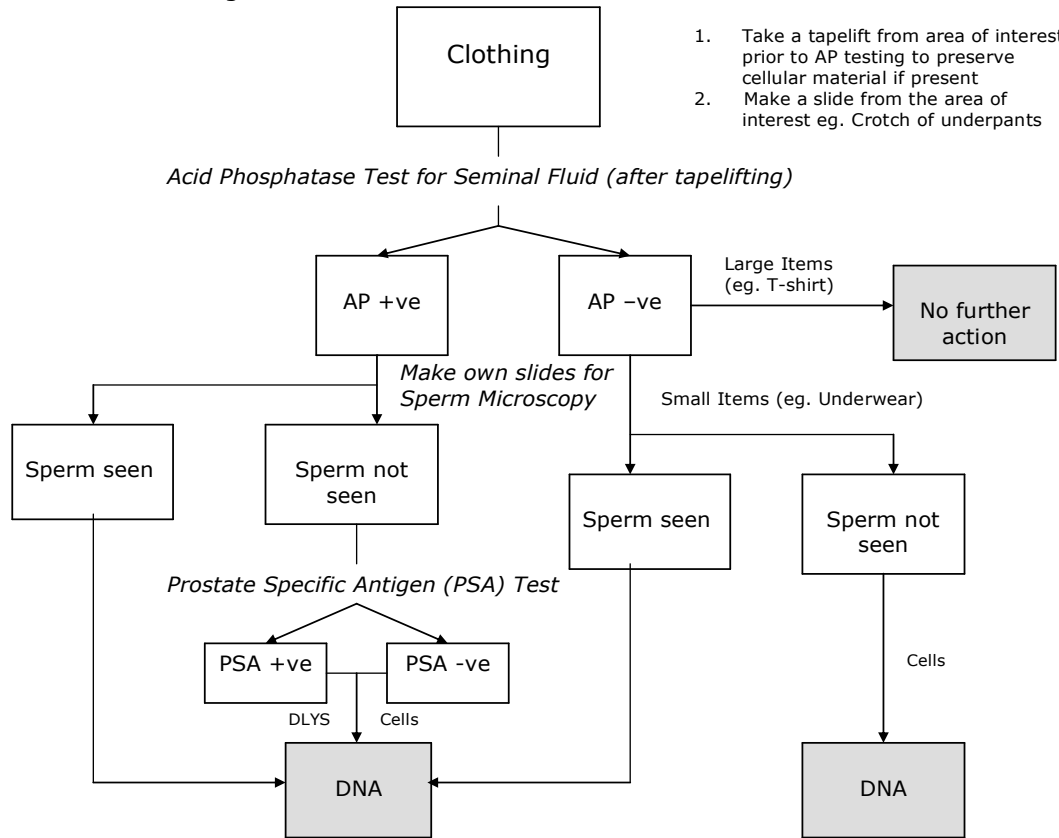 Clothing
1. Take a tapelift from area of interest
prior to AP testing to preserve
cellular material if present
2. Make a slide from the area of
interest eg. Crotch of underpants
Acid Phosphatase Test for Seminal Fluid (after tapelifting)
AP +ve
AP –ve
Large Items
(eg. T-shirt)
No further
action
Make own slides for
Sperm Microscopy
Small Items (eg. Underwear)
Sperm seen
Sperm not
seen
Sperm seen
Sperm not
seen
Prostate Specific Antigen (PSA) Test
PSA +ve
PSA -ve
Cells
DLYS
Cells
DNA
DNA